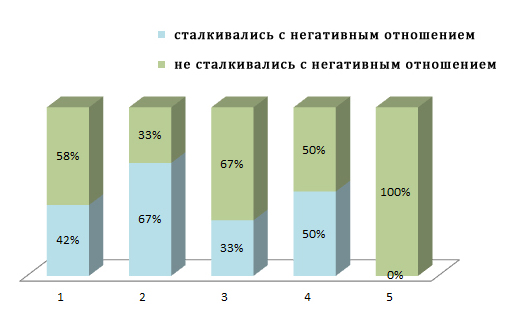 сталкивались с негативным отношением
не сталкивались с негативным отношением
58% 33% 67% 50% 100%
42% 67% 33% 50% 0%
1 2 3 4 5